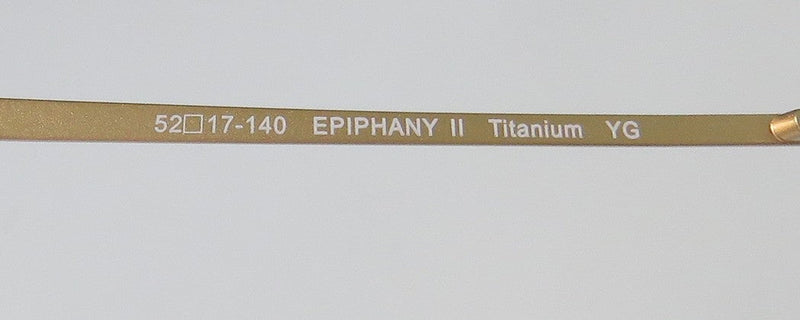 52□17-140 EPIPHANY II Titanium YG